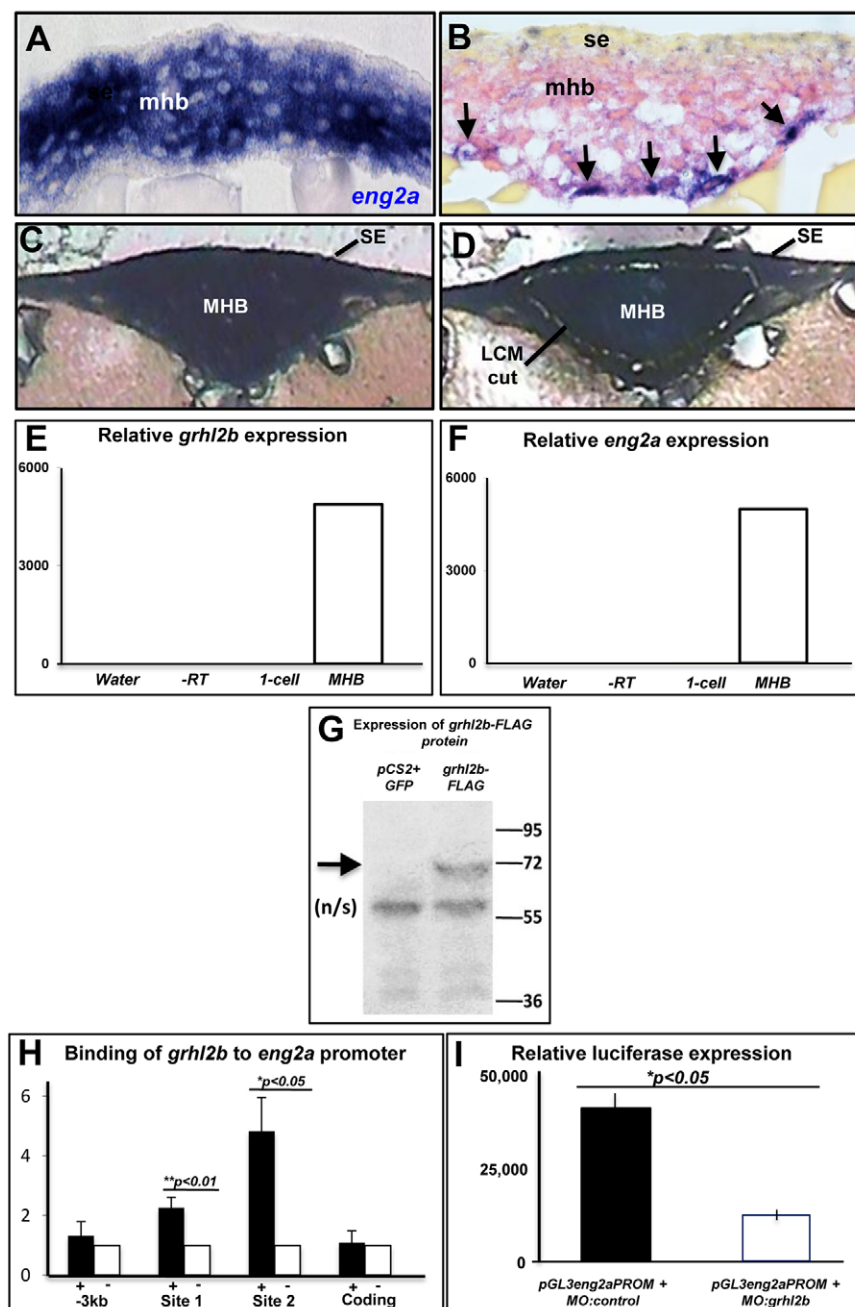 A
se
mhb
eng2a
B
se
mhb
C
SE
MHB
D
SE
MHB
LCM
cut
E
Relative grhl2b expression
6000
3000
0
Water -RT 1-cell MHB
F
Relative eng2a expression
6000
3000
0
Water -RT 1-cell MHB
G
Expression of grhl2b-FLAG
protein
pCS2+
GFP
grhl2b-
FLAG
95
72
(n/s)
55
36
H
Binding of grhl2b to eng2a promoter
6
4
2
0
**p<0.01
*p<0.05
+ - + - + - + -
-3kb Site 1 Site 2 Coding
I
Relative luciferase expression
50,000
25,000
0
*p<0.05
pGL3eng2aPROM +
MO:control
pGL3eng2aPROM +
MO:grhl2b